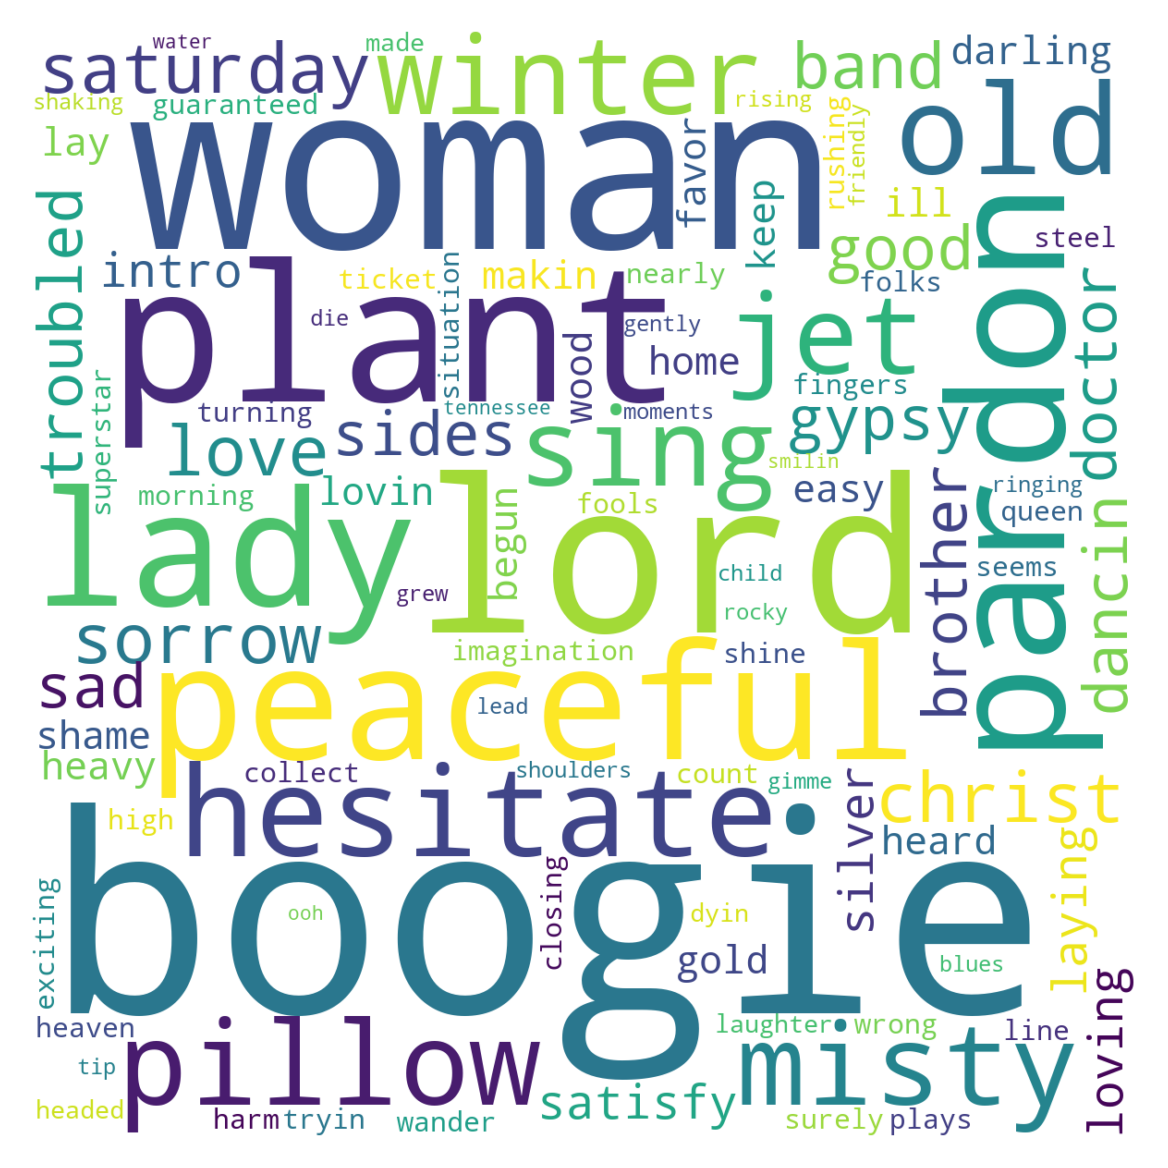 water
made
saturday
winter
band
darling
shaking
guaranteed
rising
rushing
friendly
old
lay
woman
favor
keep
ill
good
steel
troubled
intro
ticket
situation
makin
nearly
folks
pardon
doctor
plant
die
gently
wood
home
jet
fingers
superstar
turning
tennessee
moments
gypsy
love
sides
sing
smilin
easy
brother
ringing
queen
morning
lovin
fools
begun
lady
lord
child
seems
dancin
grew
rocky
sorrow
imagination
shine
sad
peaceful
lead
shame
heavy
collect
shoulders
count
gimme
silver
christ
high
hesitate
heard
laying
boogie
exciting
ooh
closing
dyin
gold
blues
loving
heaven
laughter
wrong
line
tip
pillow
misty
headed
harm
tryin
wander
satisfy
surely
plays